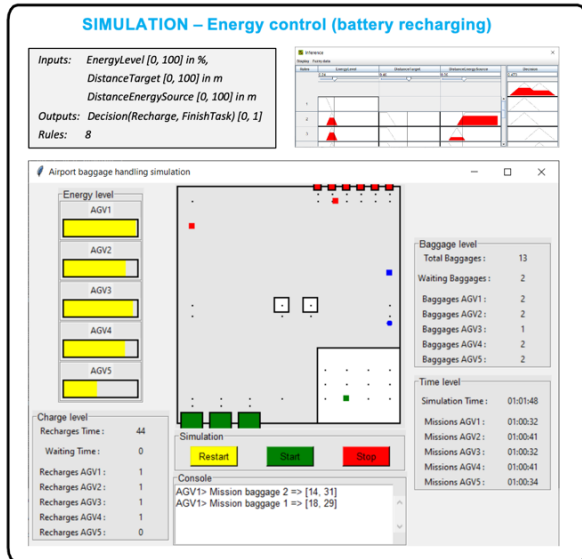 SIMULATION – Energy control (battery recharging)
Inputs: EnergyLevel [0, 100] in %,
DistanceTarget [0, 100] in m
DistanceEnergySource [0, 100] in m
Outputs: Decision(Recharge, FinishTask) [0, 1]
Rules: 8
Inference
Airport baggage handling simulation
Energy level
AGV1
AGV2
AGV3
AGV4
AGV5
Charge level
Recharges Time : 44
Waiting Time : 0
Recharges AGV1 : 1
Recharges AGV2 : 1
Recharges AGV3 : 1
Recharges AGV4 : 1
Recharges AGV5 : 0
Simulation
Restart Start Stop
Console
AGV1> Mission baggage 2 => [14, 31]
AGV1> Mission baggage 1 => [18, 29]
Baggage level
Total Baggages : 13
Waiting Baggages : 2
Baggages AGV1 : 2
Baggages AGV2 : 2
Baggages AGV3 : 1
Baggages AGV4 : 2
Baggages AGV5 : 2
Time level
Simulation Time : 01:01:48
Missions AGV1 : 01:00:32
Missions AGV2 : 01:00:41
Missions AGV3 : 01:00:32
Missions AGV4 : 01:00:41
Missions AGV5 : 01:00:34